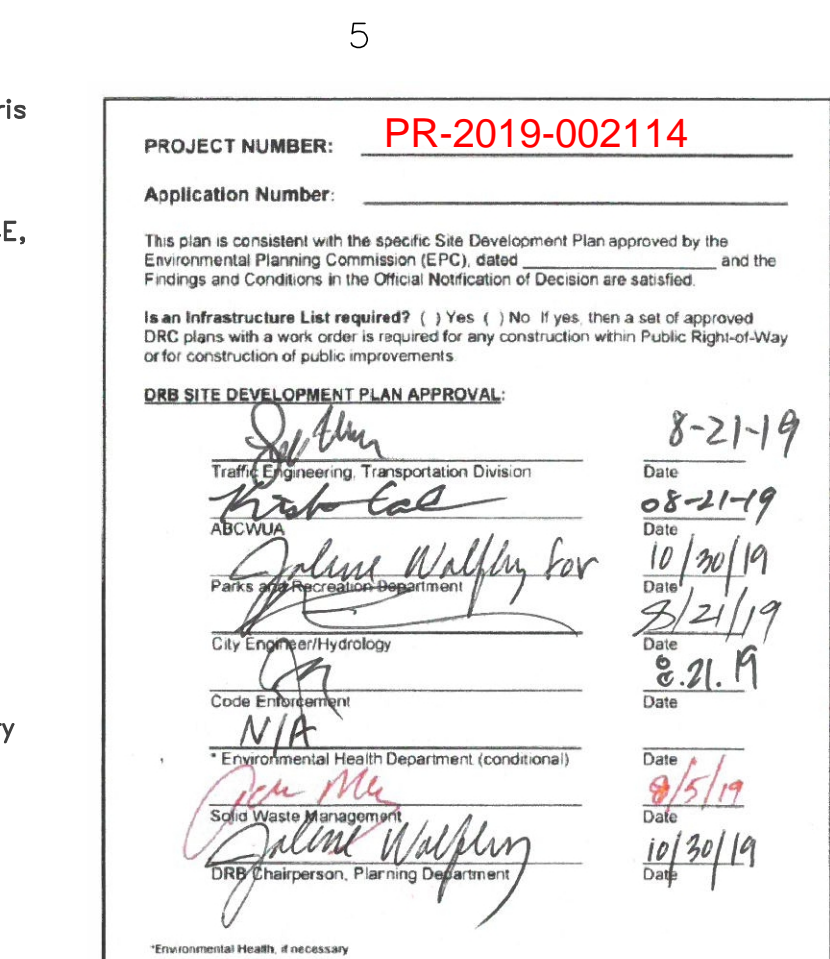 5
ris
E,
ry
PROJECT NUMBER: PR-2019-002114
Application Number:
This plan is consistent with the specific Site Development Plan approved by the
Environmental Planning Commission (EPC), dated and the
Findings and Conditions in the Official Notification of Decision are satisfied.
Is an Infrastructure List required? ( ) Yes ( ) No If yes, then a set of approved
DRC plans with a work order is required for any construction within Public Right-of-Way
or for construction of public improvements.
DRB SITE DEVELOPMENT PLAN APPROVAL:
8-21-19
Traffic Engineering, Transportation Division Date
08-21-19
ABCWUA Date
Jolene Wolfley for 10/30/19
Parks and Recreation Department Date
8/21/19
City Engineer/Hydrology Date
8.21.19
Code Enforcement Date
N/A
* Environmental Health Department (conditional) Date
8/5/19
Solid Waste Management Date
Jolene Wolfley 10/30/19
DRB Chairperson, Planning Department Date
*Environmental Health, if necessary